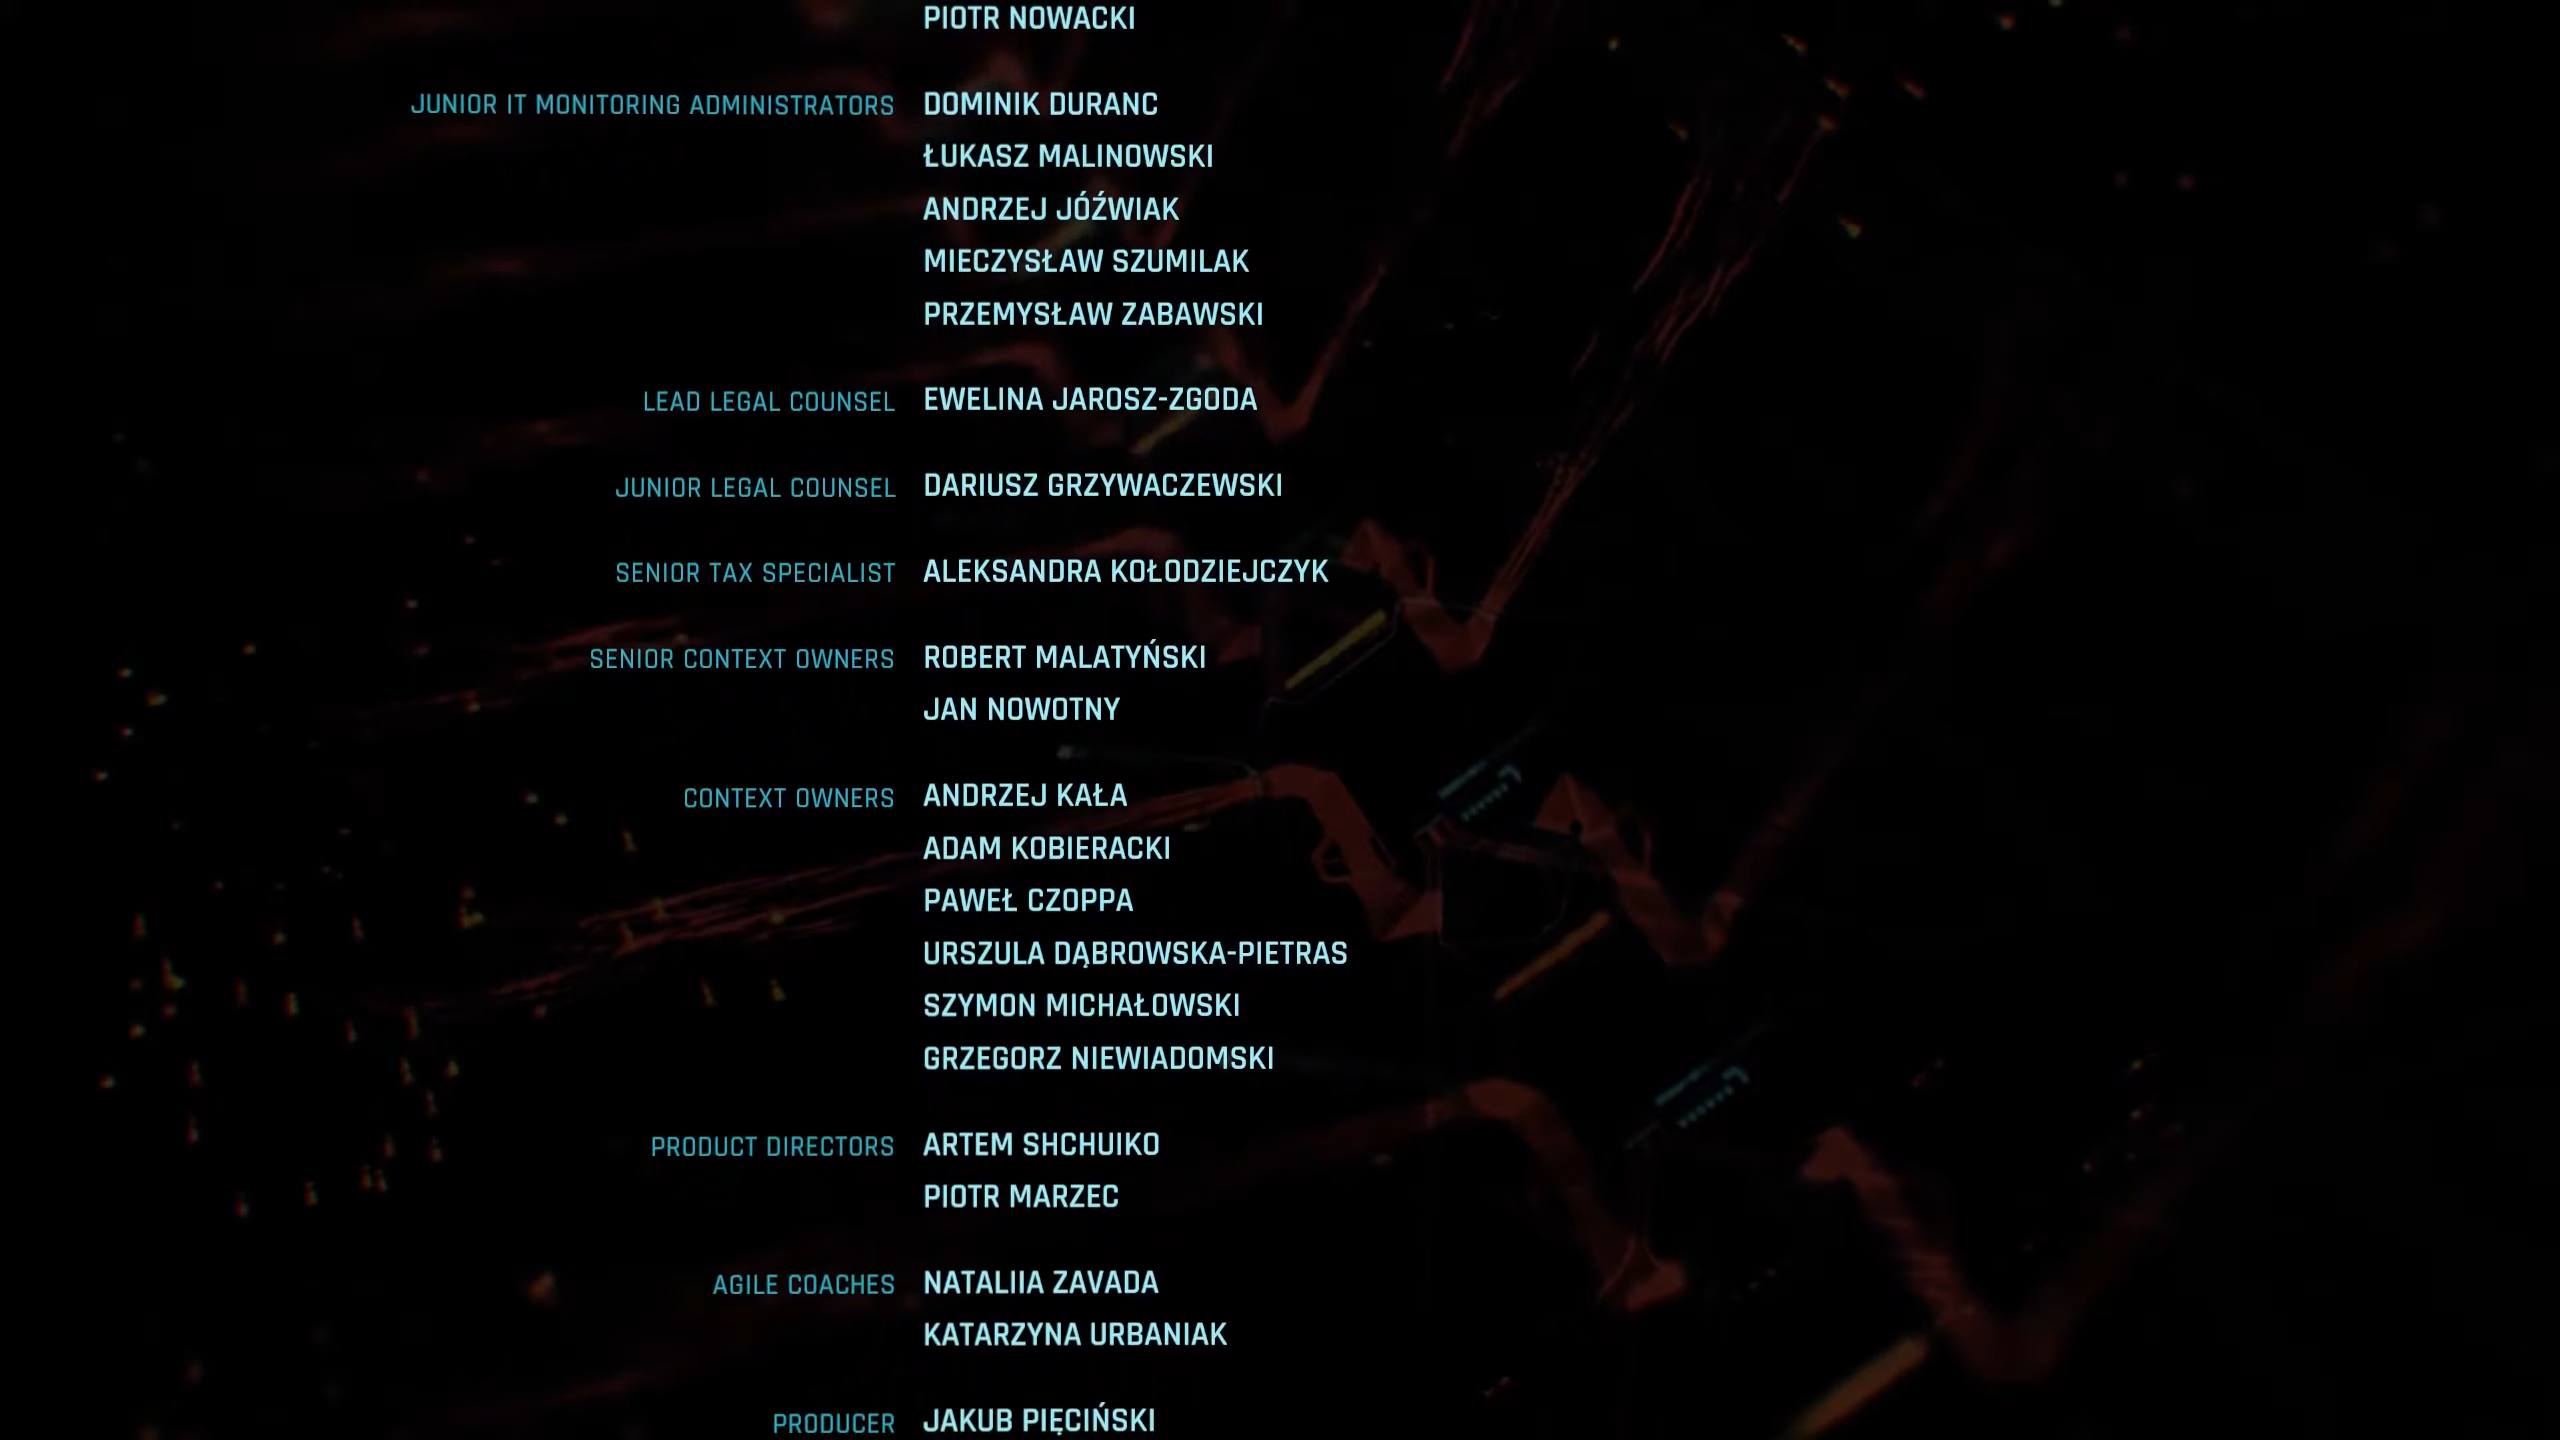 PIOTR NOWACKI
JUNIOR IT MONITORING ADMINISTRATORS DOMINIK DURANC
ŁUKASZ MALINOWSKI
ANDRZEJ JÓŹWIAK
MIECZYSŁAW SZUMILAK
PRZEMYSŁAW ZABAWSKI
LEAD LEGAL COUNSEL EWELINA JAROSZ-ZGODA
JUNIOR LEGAL COUNSEL DARIUSZ GRZYWACZEWSKI
SENIOR TAX SPECIALIST ALEKSANDRA KOŁODZIEJCZYK
SENIOR CONTEXT OWNERS ROBERT MALATYŃSKI
JAN NOWOTNY
CONTEXT OWNERS ANDRZEJ KAŁA
ADAM KOBIERACKI
PAWEŁ CZOPPA
URSZULA DĄBROWSKA-PIETRAS
SZYMON MICHAŁOWSKI
GRZEGORZ NIEWIADOMSKI
PRODUCT DIRECTORS ARTEM SHCHUIKO
PIOTR MARZEC
AGILE COACHES NATALIIA ZAVADA
KATARZYNA URBANIAK
PRODUCER JAKUB PIĘCIŃSKI